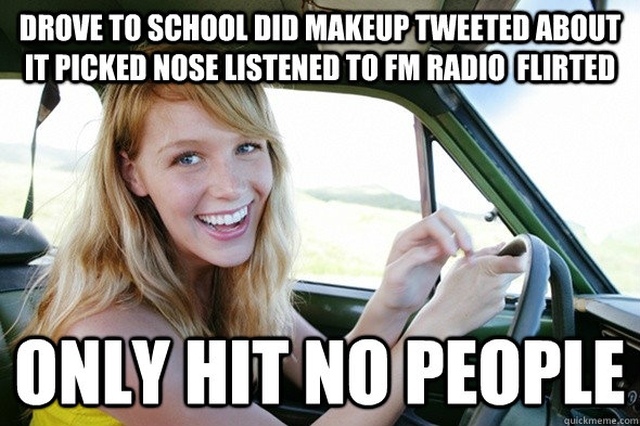 DROVE TO SCHOOL DID MAKEUP TWEETED ABOUT
IT PICKED NOSE LISTENED TO FM RADIO FLIRTED
ONLY HIT NO PEOPLE
quickmeme.com